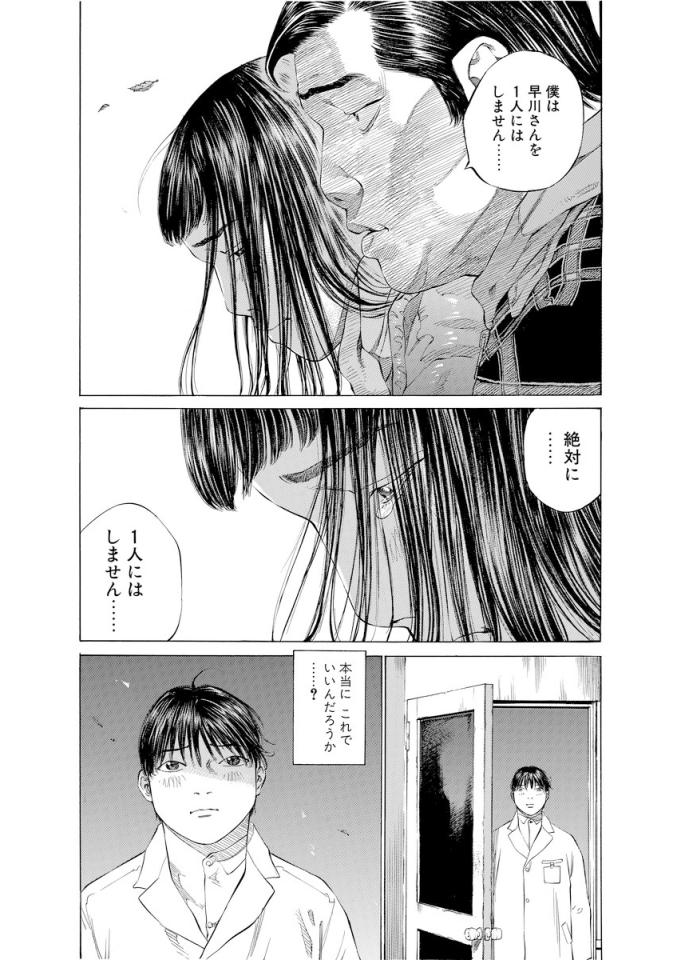 僕は
早川さんを
1人には
しません……
絶対に
……
1人には
しません……
本当に これで
いいんだろうか
……?